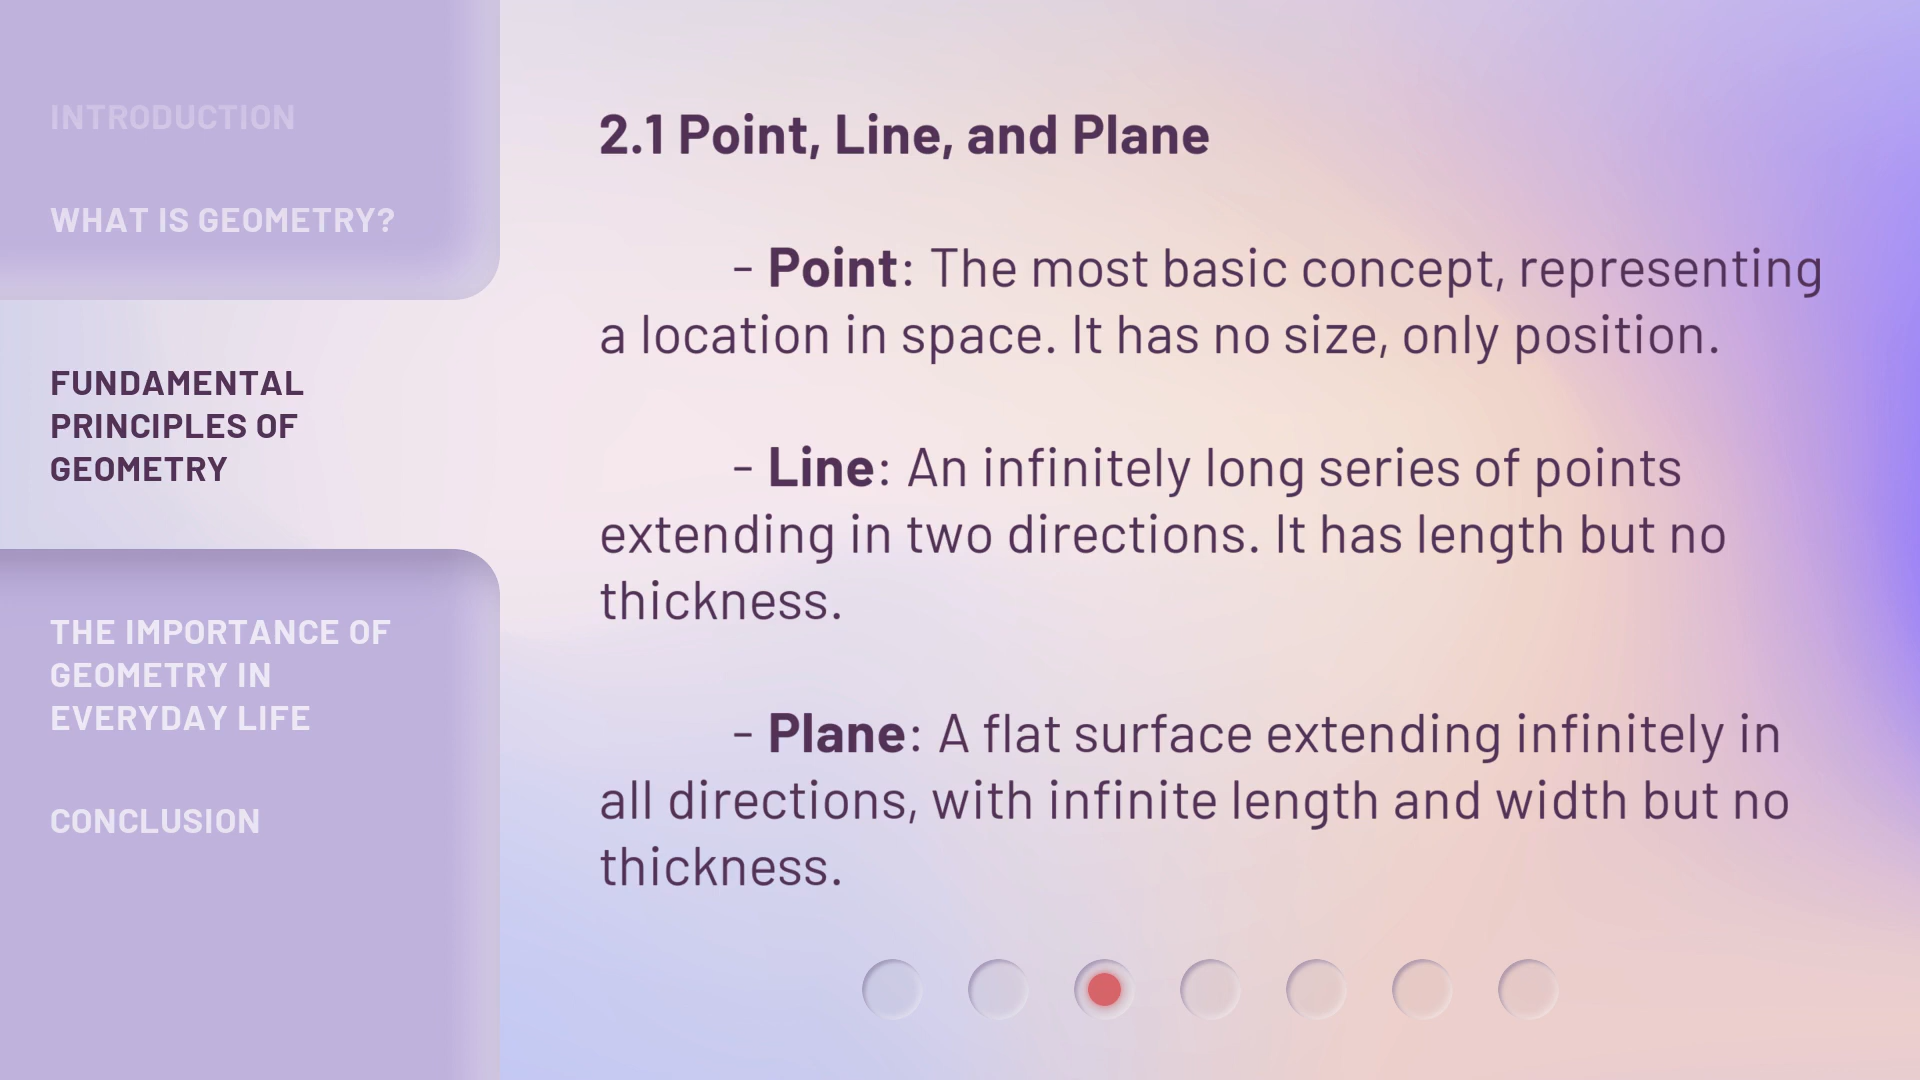 INTRODUCTION
WHAT IS GEOMETRY?
FUNDAMENTAL
PRINCIPLES OF
GEOMETRY
THE IMPORTANCE OF
GEOMETRY IN
EVERYDAY LIFE
CONCLUSION
2.1 Point, Line, and Plane
- Point: The most basic concept, representing
a location in space. It has no size, only position.
- Line: An infinitely long series of points
extending in two directions. It has length but no
thickness.
- Plane: A flat surface extending infinitely in
all directions, with infinite length and width but no
thickness.